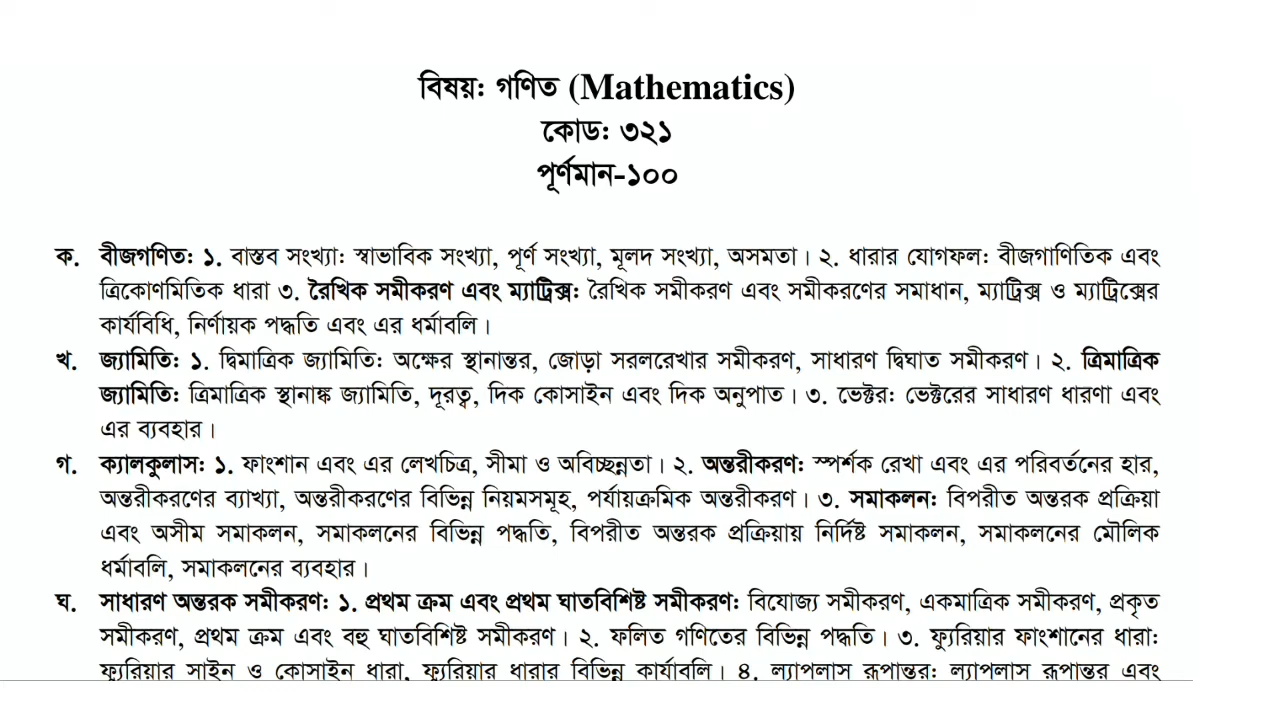 বিষয়ঃ গণিত (Mathematics)
কোডঃ ৩২১
পূর্ণমান-১০০
ক. বীজগণিতঃ ১. বাস্তব সংখ্যাঃ স্বাভাবিক সংখ্যা, পূর্ণ সংখ্যা, মূলদ সংখ্যা, অসমতা। ২. ধারার যোগফলঃ বীজগাণিতিক এবং
ত্রিকোণমিতিক ধারা ৩. রৈখিক সমীকরণ এবং ম্যাট্রিক্সঃ রৈখিক সমীকরণ এবং সমীকরণের সমাধান, ম্যাট্রিক্স ও ম্যাট্রিক্সের
কার্যবিধি, নির্ণায়ক পদ্ধতি এবং এর ধর্মাবলি।
খ. জ্যামিতিঃ ১. দ্বিমাত্রিক জ্যামিতিঃ অক্ষের স্থানান্তর, জোড়া সরলরেখার সমীকরণ, সাধারণ দ্বিঘাত সমীকরণ। ২. ত্রিমাত্রিক
জ্যামিতিঃ ত্রিমাত্রিক স্থানাঙ্ক জ্যামিতি, দূরত্ব, দিক কোসাইন এবং দিক অনুপাত। ৩. ভেক্টরঃ ভেক্টরের সাধারণ ধারণা এবং
এর ব্যবহার।
গ. ক্যালকুলাসঃ ১. ফাংশান এবং এর লেখচিত্র, সীমা ও অবিচ্ছন্নতা। ২. অন্তরীকরণঃ স্পর্শক রেখা এবং এর পরিবর্তনের হার,
অন্তরীকরণের ব্যাখ্যা, অন্তরীকরণের বিভিন্ন নিয়মসমূহ, পর্যায়ক্রমিক অন্তরীকরণ। ৩. সমাকলনঃ বিপরীত অন্তরক প্রক্রিয়া
এবং অসীম সমাকলন, সমাকলনের বিভিন্ন পদ্ধতি, বিপরীত অন্তরক প্রক্রিয়ায় নির্দিষ্ট সমাকলন, সমাকলনের মৌলিক
ধর্মাবলি, সমাকলনের ব্যবহার।
ঘ. সাধারণ অন্তরক সমীকরণঃ ১. প্রথম ক্রম এবং প্রথম ঘাতবিশিষ্ট সমীকরণঃ বিযোজ্য সমীকরণ, একমাত্রিক সমীকরণ, প্রকৃত
সমীকরণ, প্রথম ক্রম এবং বহু ঘাতবিশিষ্ট সমীকরণ। ২. ফলিত গণিতের বিভিন্ন পদ্ধতি। ৩. ফ্যুরিয়ার ফাংশানের ধারাঃ
ফ্যুরিয়ার সাইন ও কোসাইন ধারা, ফ্যুরিয়ার ধারার বিভিন্ন কার্যাবলি। ৪. ল্যাপলাস রূপান্তরঃ ল্যাপলাস রূপান্তর এবং